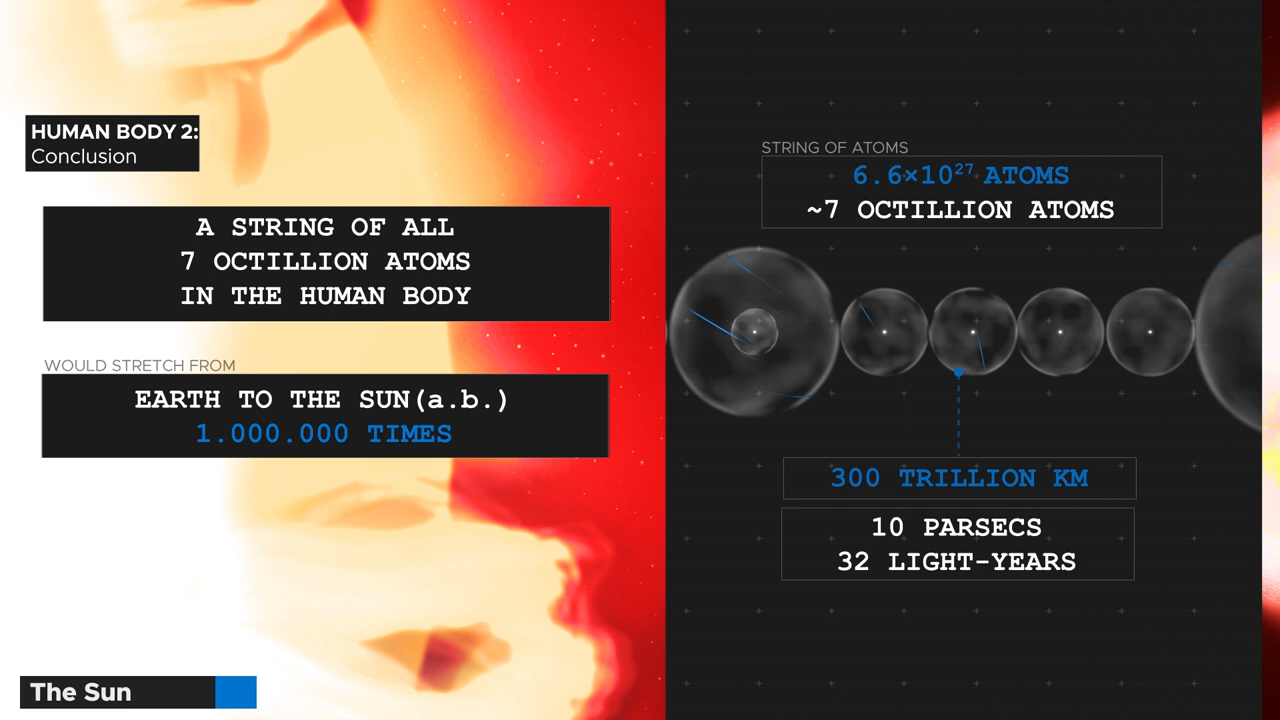 HUMAN BODY 2:
Conclusion
A STRING OF ALL
7 OCTILLION ATOMS
IN THE HUMAN BODY
WOULD STRETCH FROM
EARTH TO THE SUN(a.b.)
1.000.000 TIMES
The Sun
STRING OF ATOMS
6.6×10²⁷ ATOMS
~7 OCTILLION ATOMS
300 TRILLION KM
10 PARSECS
32 LIGHT-YEARS